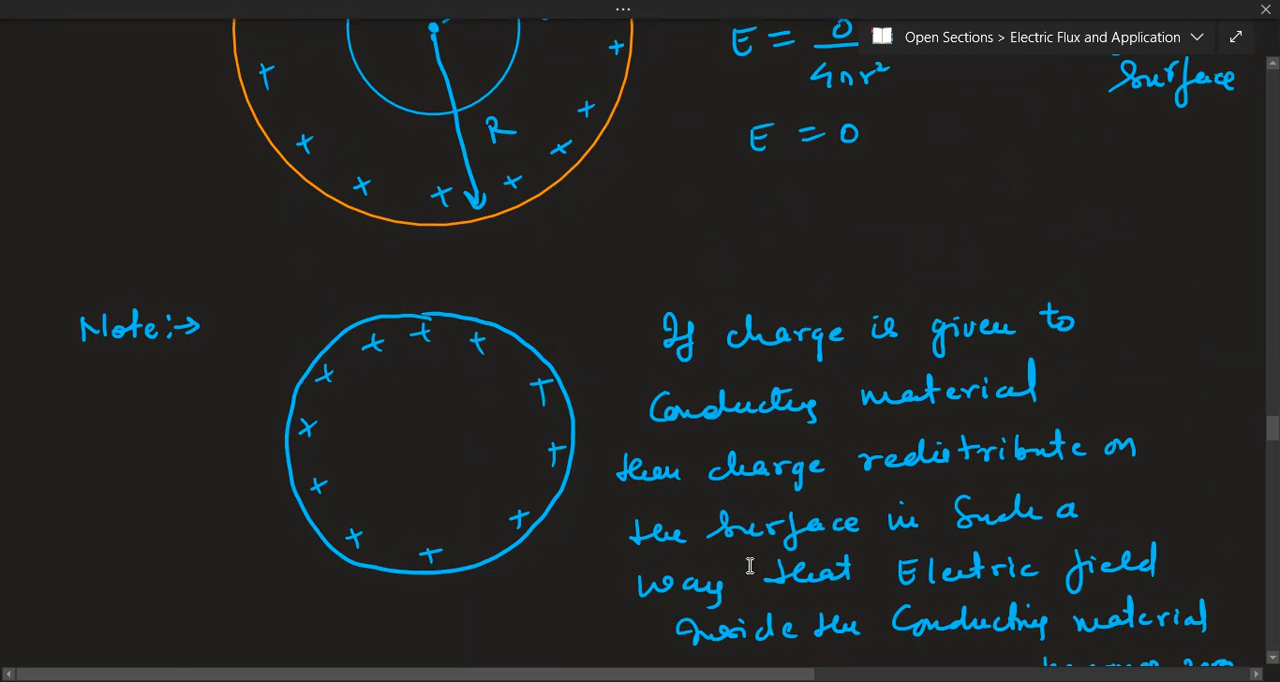 ...
Open Sections > Electric Flux and Application
E = 0
4πr²
Surface
E = 0
R
Note:→
If charge is given to
Conducting material
then charge redistribute on
the surface in such a
way that Electric field
inside the Conducting material